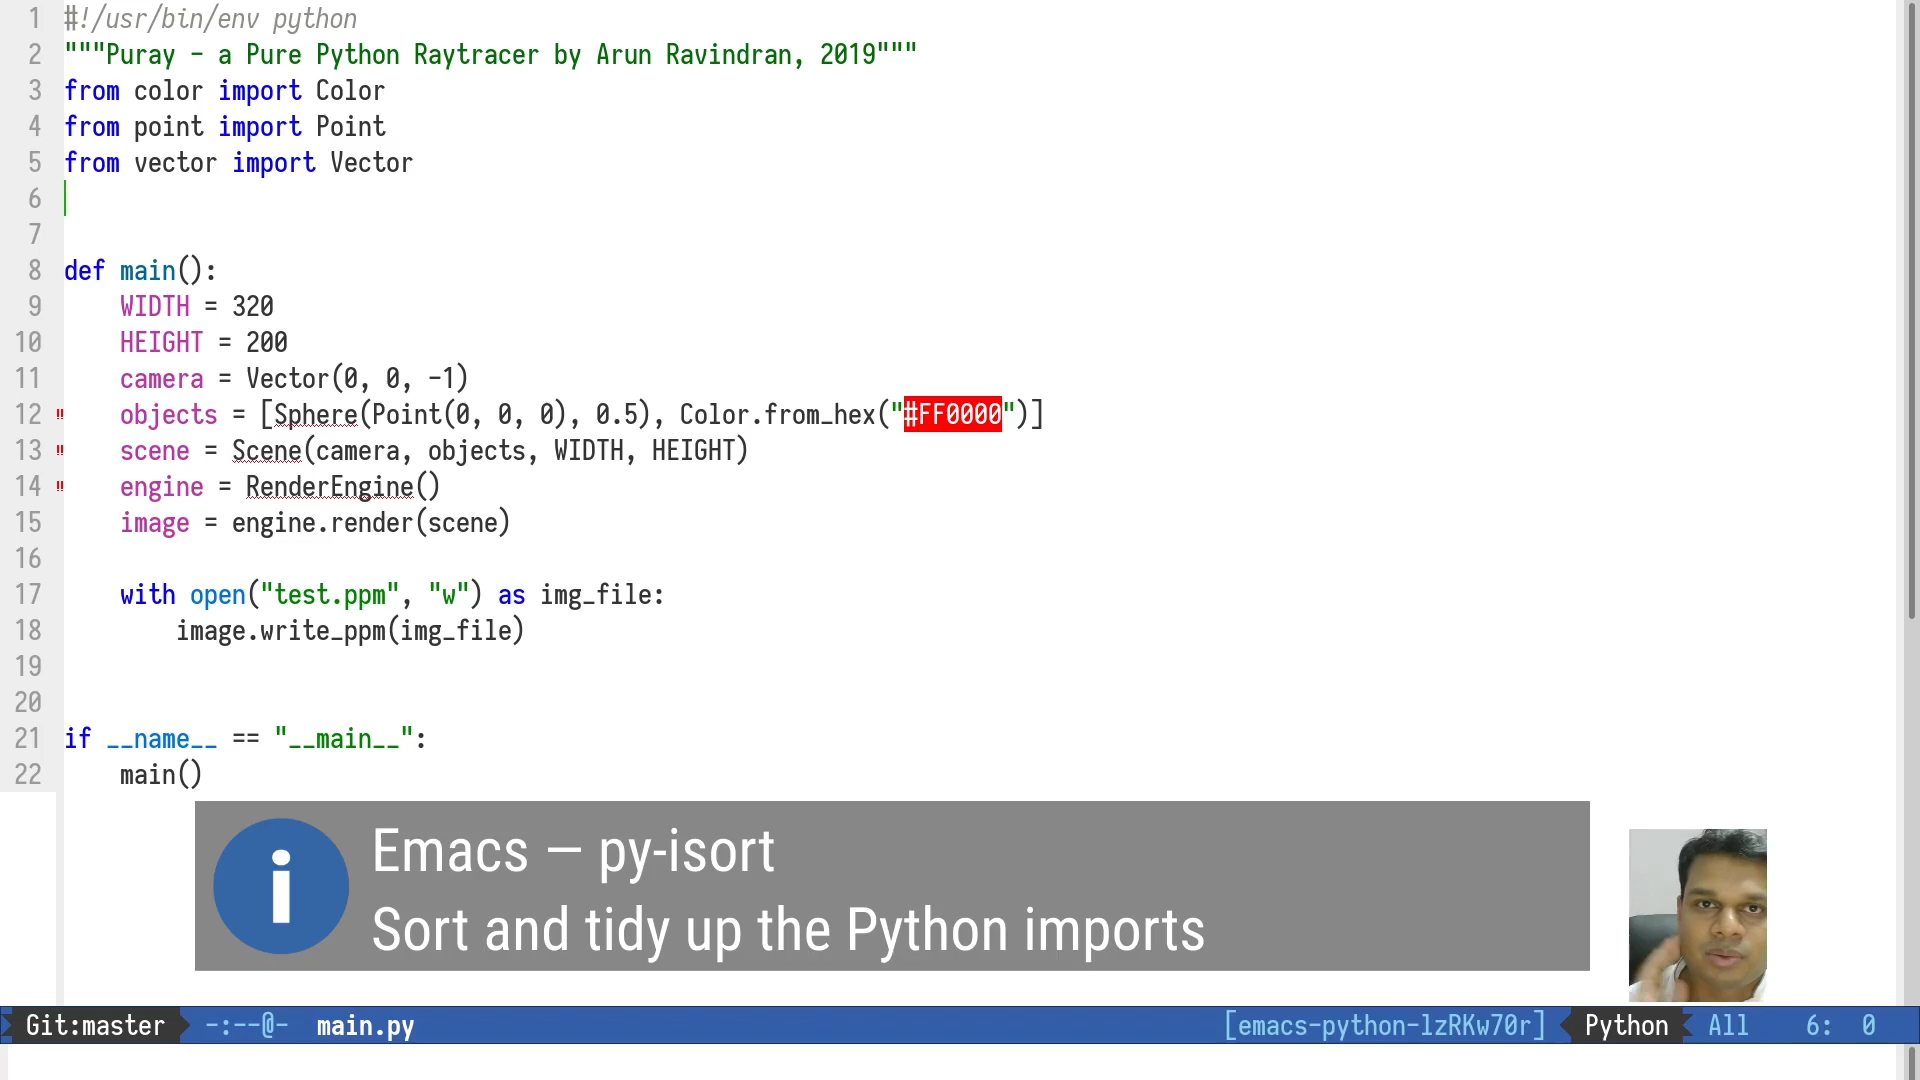 1 #!/usr/bin/env python
2 """Puray – a Pure Python Raytracer by Arun Ravindran, 2019"""
3 from color import Color
4 from point import Point
5 from vector import Vector
6
7
8 def main():
9     WIDTH = 320
10     HEIGHT = 200
11     camera = Vector(0, 0, -1)
12 !!     objects = [Sphere(Point(0, 0, 0), 0.5), Color.from_hex("#FF0000")]
13 !!     scene = Scene(camera, objects, WIDTH, HEIGHT)
14 !!     engine = RenderEngine()
15     image = engine.render(scene)
16
17     with open("test.ppm", "w") as img_file:
18         image.write_ppm(img_file)
19
20
21 if __name__ == "__main__":
22     main()
i Emacs — py-isort
Sort and tidy up the Python imports
Git:master -:--@- main.py [emacs-python-lzRKw70r] Python All 6: 0